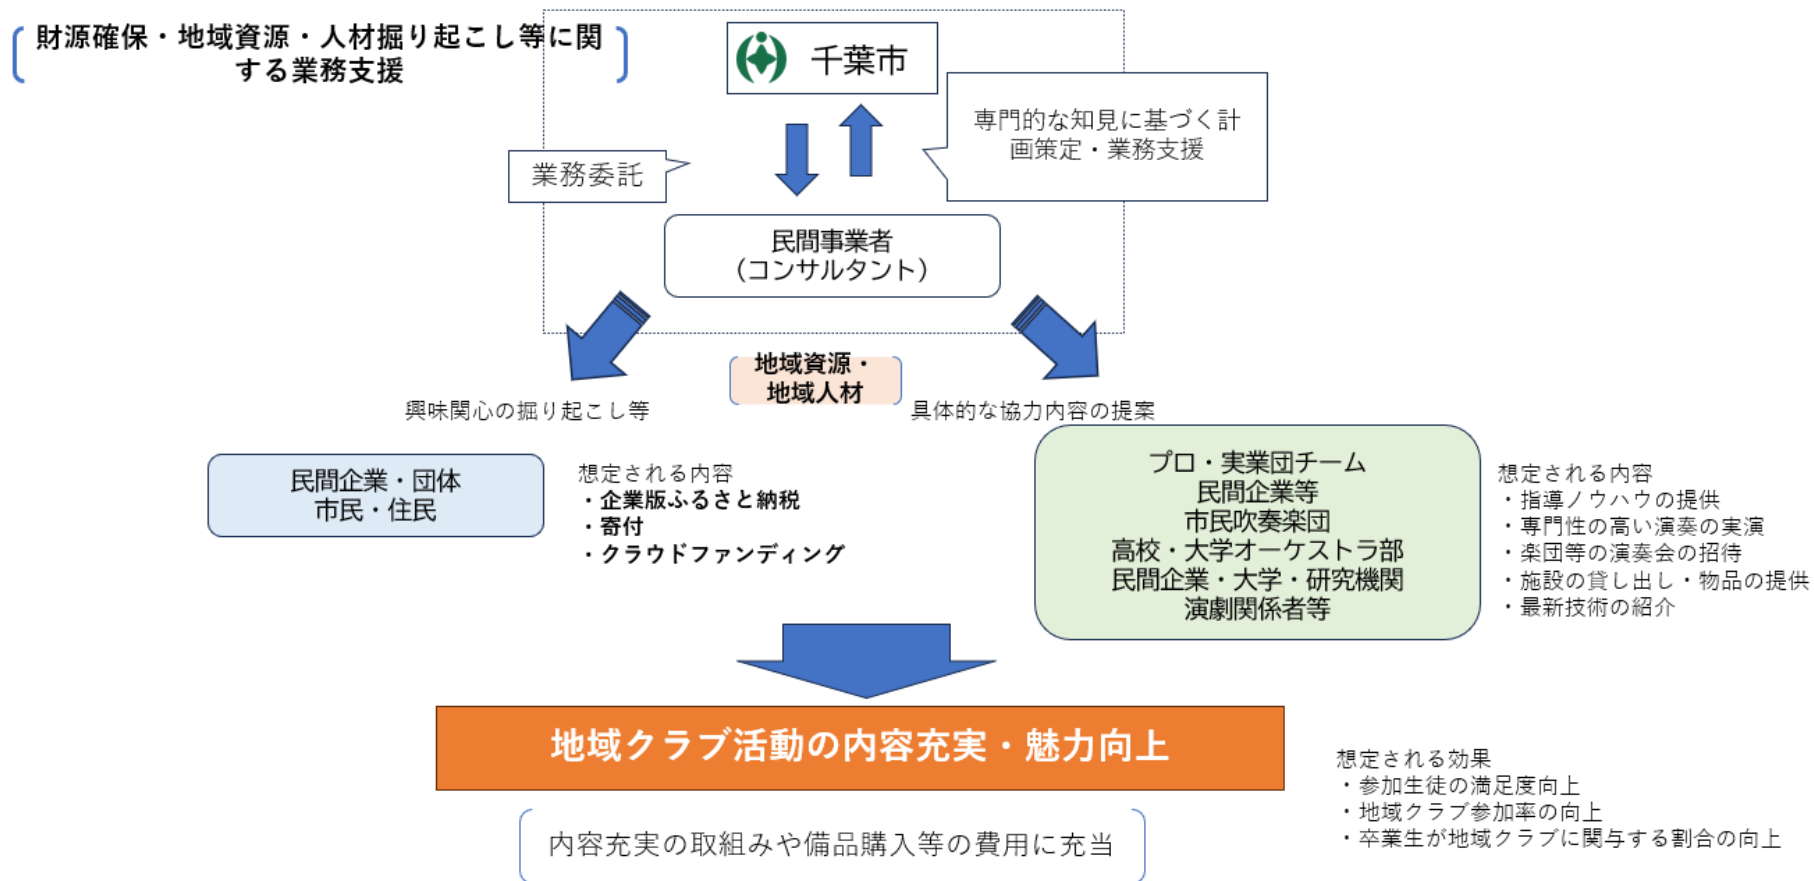 財源確保・地域資源・人材掘り起こし等に関
する業務支援
千葉市
専門的な知見に基づく計
画策定・業務支援
業務委託
民間事業者
（コンサルタント）
地域資源・
地域人材
興味関心の掘り起こし等
具体的な協力内容の提案
民間企業・団体
市民・住民
想定される内容
・企業版ふるさと納税
・寄付
・クラウドファンディング
プロ・実業団チーム
民間企業等
市民吹奏楽団
高校・大学オーケストラ部
民間企業・大学・研究機関
演劇関係者等
想定される内容
・指導ノウハウの提供
・専門性の高い演奏の実演
・楽団等の演奏会の招待
・施設の貸し出し・物品の提供
・最新技術の紹介
地域クラブ活動の内容充実・魅力向上
内容充実の取組みや備品購入等の費用に充当
想定される効果
・参加生徒の満足度向上
・地域クラブ参加率の向上
・卒業生が地域クラブに関与する割合の向上